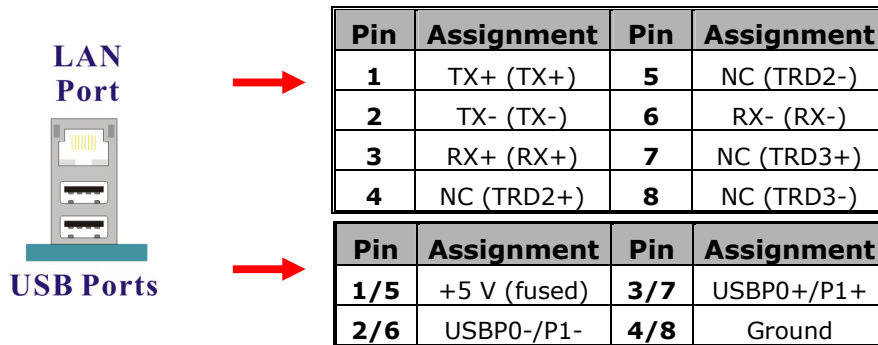 LAN
Port
USB Ports
Pin Assignment Pin Assignment
1 TX+ (TX+) 5 NC (TRD2-)
2 TX- (TX-) 6 RX- (RX-)
3 RX+ (RX+) 7 NC (TRD3+)
4 NC (TRD2+) 8 NC (TRD3-)
Pin Assignment Pin Assignment
1/5 +5 V (fused) 3/7 USBP0+/P1+
2/6 USBP0-/P1- 4/8 Ground